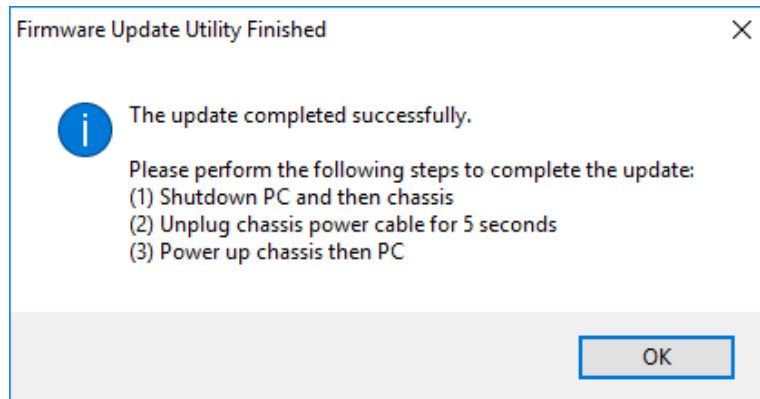 Firmware Update Utility Finished
The update completed successfully.
Please perform the following steps to complete the update:
(1) Shutdown PC and then chassis
(2) Unplug chassis power cable for 5 seconds
(3) Power up chassis then PC
OK